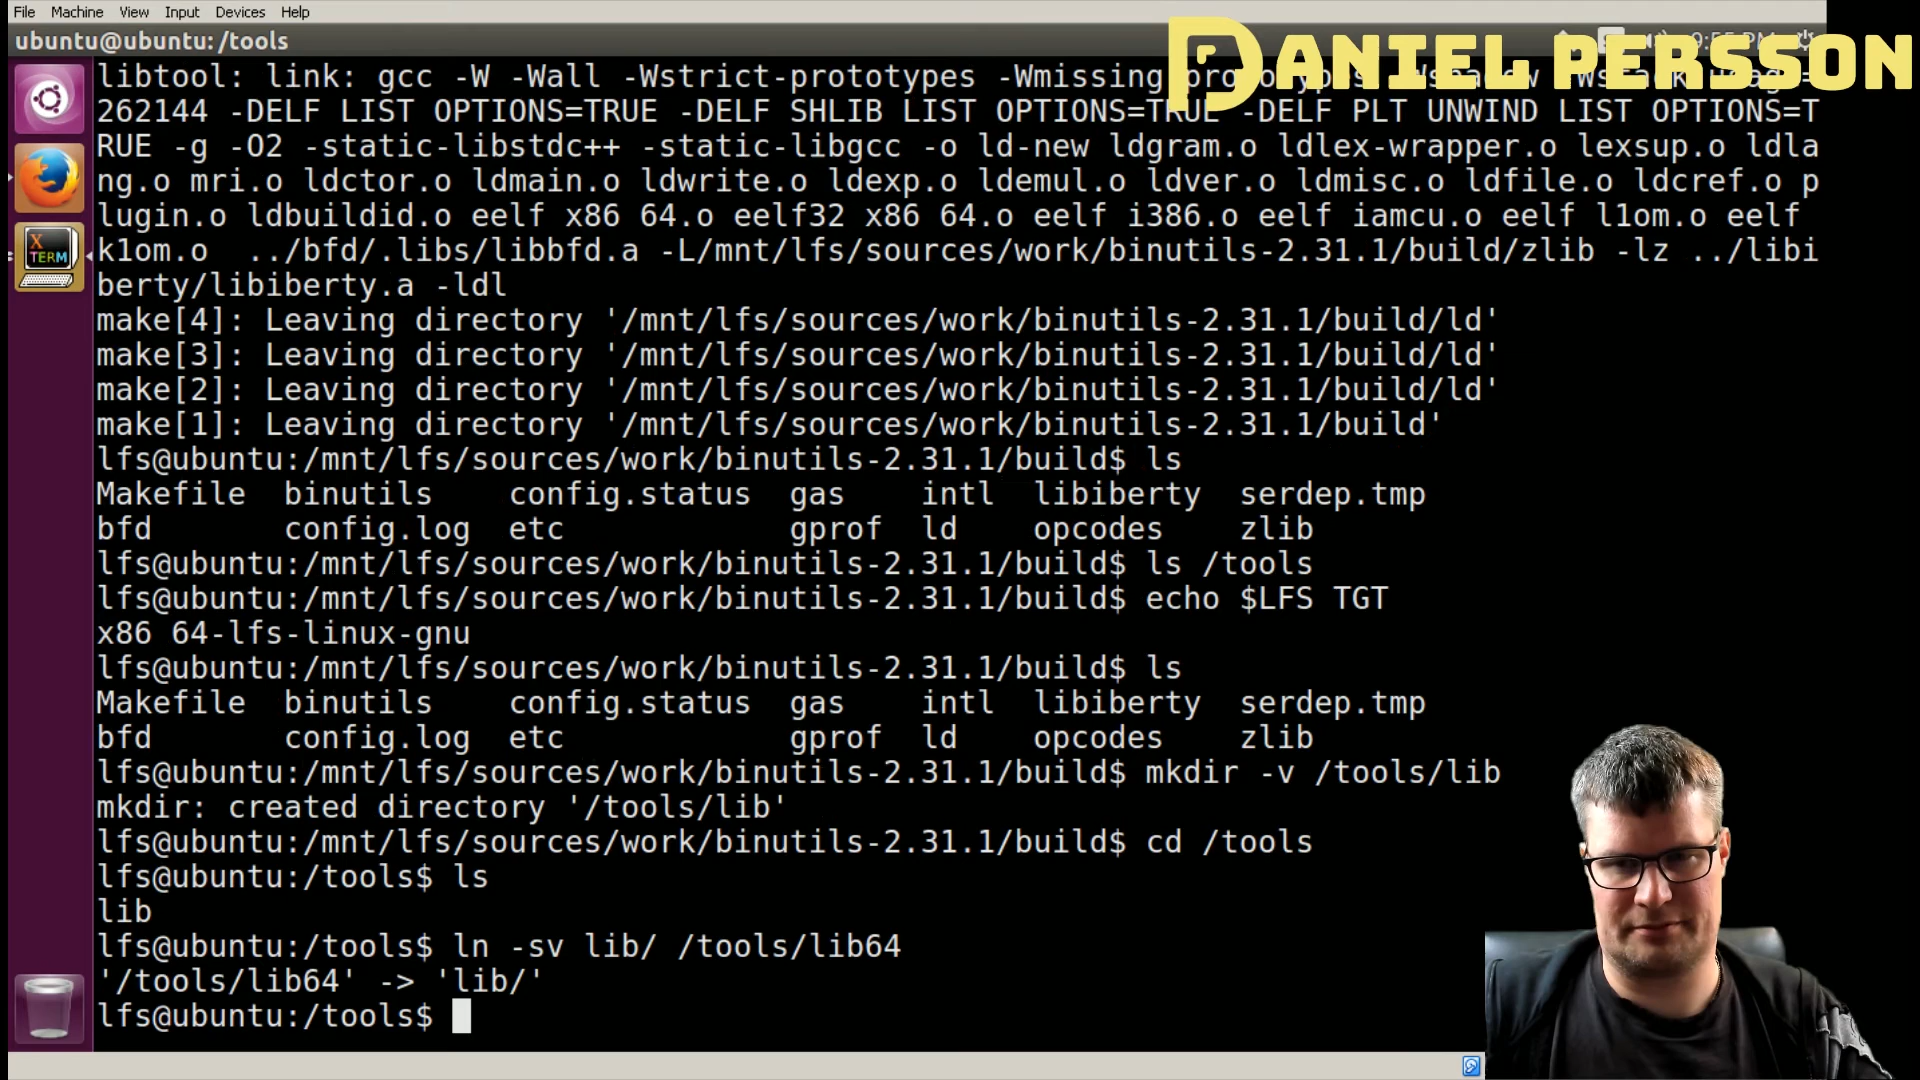 File Machine View Input Devices Help
ubuntu@ubuntu: /tools
DANIEL PERSSON
libtool: link: gcc -W -Wall -Wstrict-prototypes -Wmissing
262144 -DELF LIST OPTIONS=TRUE -DELF SHLIB LIST OPTIONS=TRUE -DELF PLT UNWIND LIST OPTIONS=T
RUE -g -O2 -static-libstdc++ -static-libgcc -o ld-new ldgram.o ldlex-wrapper.o lexsup.o ldla
ng.o mri.o ldctor.o ldmain.o ldwrite.o ldexp.o ldemul.o ldver.o ldmisc.o ldfile.o ldcref.o p
lugin.o ldbuildid.o eelf x86 64.o eelf32 x86 64.o eelf i386.o eelf iamcu.o eelf l1om.o eelf
k1om.o ../bfd/.libs/libbfd.a -L/mnt/lfs/sources/work/binutils-2.31.1/build/zlib -lz ../libi
berty/libiberty.a -ldl
make[4]: Leaving directory '/mnt/lfs/sources/work/binutils-2.31.1/build/ld'
make[3]: Leaving directory '/mnt/lfs/sources/work/binutils-2.31.1/build/ld'
make[2]: Leaving directory '/mnt/lfs/sources/work/binutils-2.31.1/build/ld'
make[1]: Leaving directory '/mnt/lfs/sources/work/binutils-2.31.1/build'
lfs@ubuntu:/mnt/lfs/sources/work/binutils-2.31.1/build$ ls
Makefile binutils config.status gas intl libiberty serdep.tmp
bfd config.log etc gprof ld opcodes zlib
lfs@ubuntu:/mnt/lfs/sources/work/binutils-2.31.1/build$ ls /tools
lfs@ubuntu:/mnt/lfs/sources/work/binutils-2.31.1/build$ echo $LFS TGT
x86 64-lfs-linux-gnu
lfs@ubuntu:/mnt/lfs/sources/work/binutils-2.31.1/build$ ls
Makefile binutils config.status gas intl libiberty serdep.tmp
bfd config.log etc gprof ld opcodes zlib
lfs@ubuntu:/mnt/lfs/sources/work/binutils-2.31.1/build$ mkdir -v /tools/lib
mkdir: created directory '/tools/lib'
lfs@ubuntu:/mnt/lfs/sources/work/binutils-2.31.1/build$ cd /tools
lfs@ubuntu:/tools$ ls
lib
lfs@ubuntu:/tools$ ln -sv lib/ /tools/lib64
'/tools/lib64' -> 'lib/'
lfs@ubuntu:/tools$
X
TERM